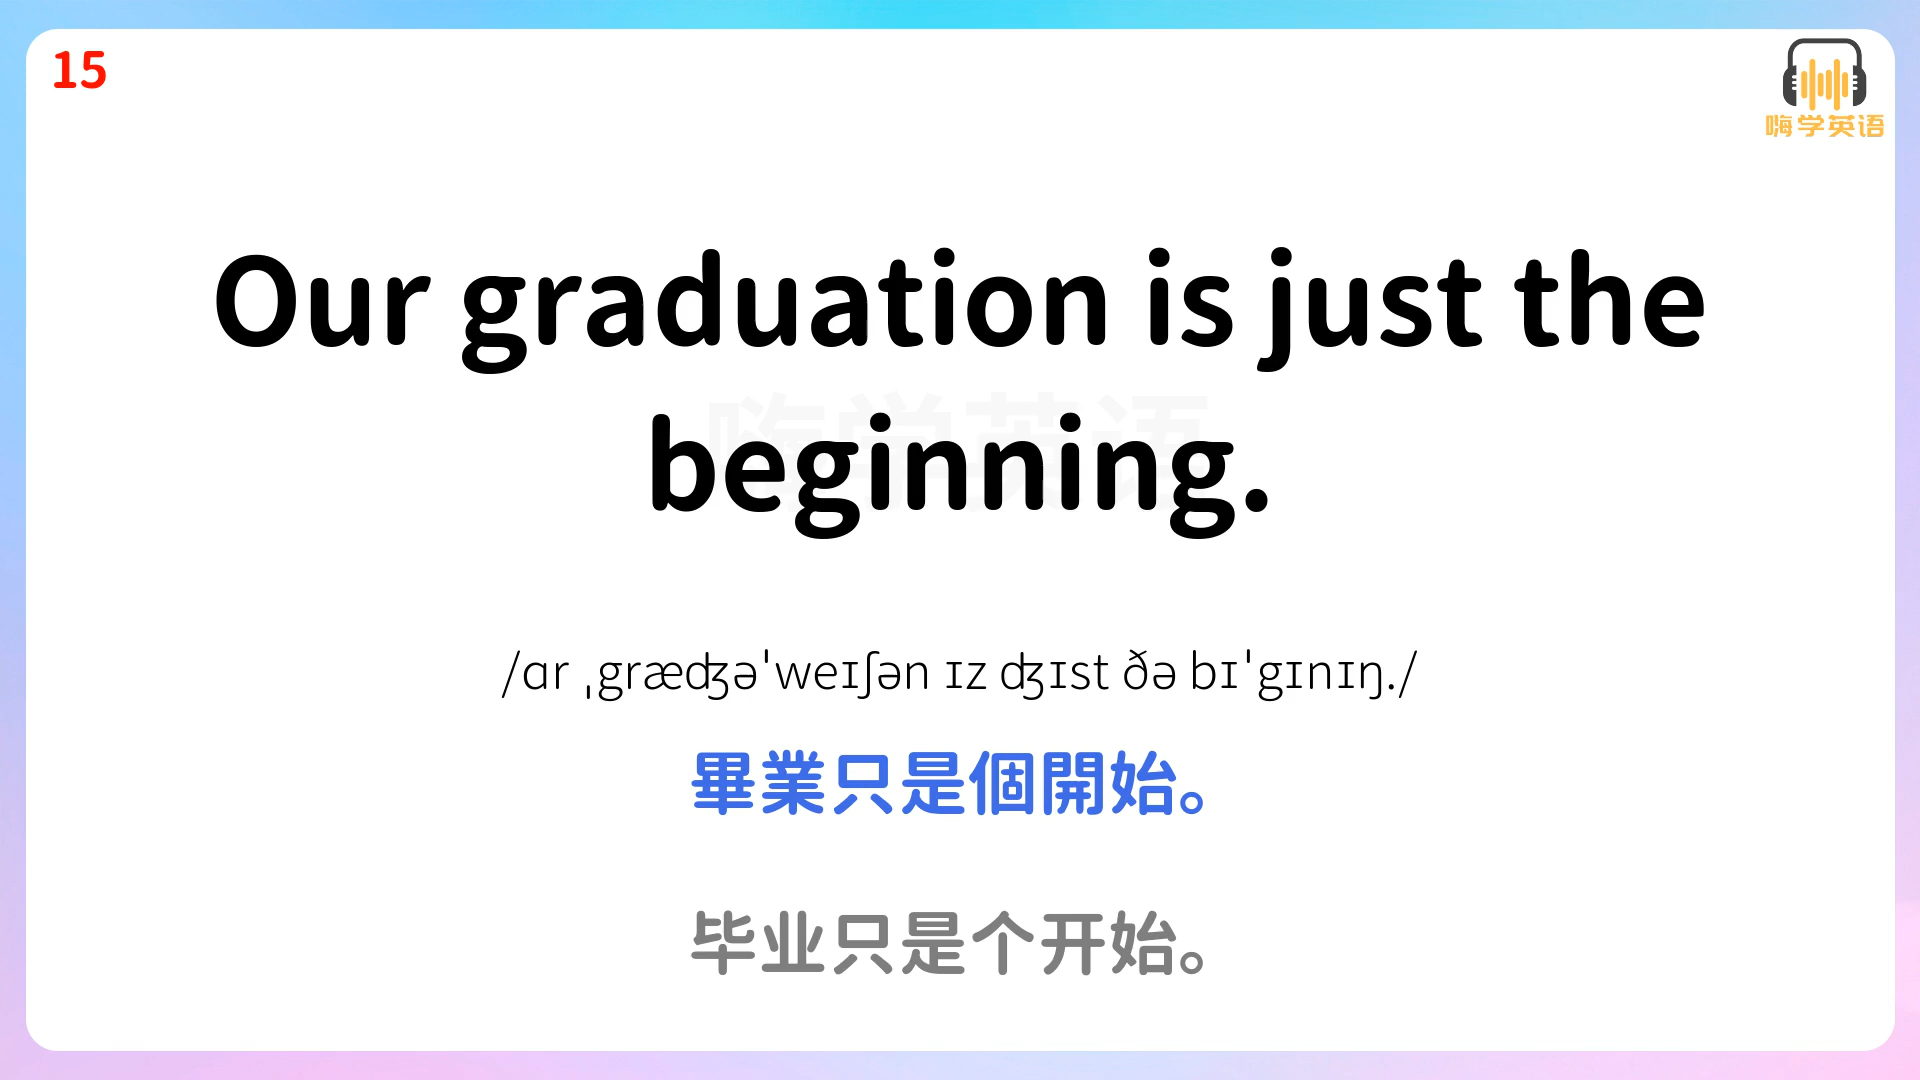 15
嗨学英语
Our graduation is just the
beginning.
/ɑr ˌgræʤəˈweɪʃən ɪz ʤɪst ðə bɪˈgɪnɪŋ./
畢業只是個開始。
毕业只是个开始。